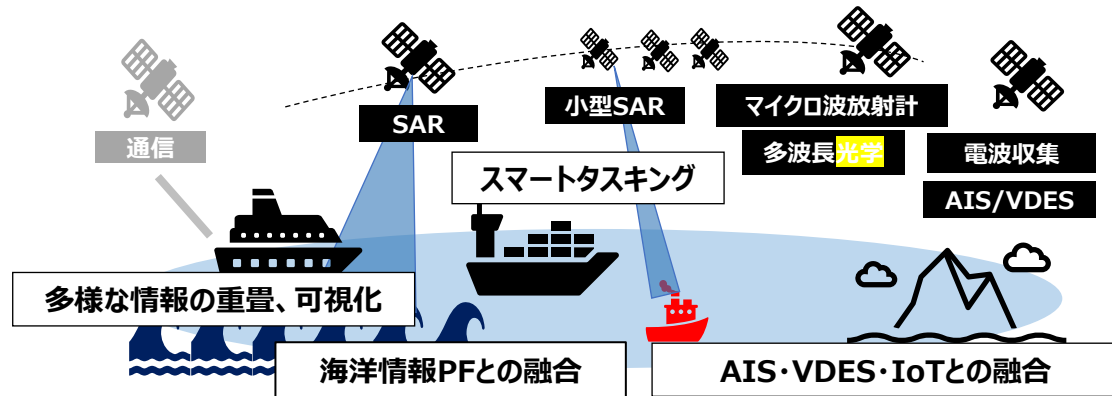 通信
SAR
小型SAR
マイクロ波放射計
多波長光学
電波収集
AIS/VDES
スマートタスキング
多様な情報の重畳、可視化
海洋情報PFとの融合
AIS・VDES・IoTとの融合